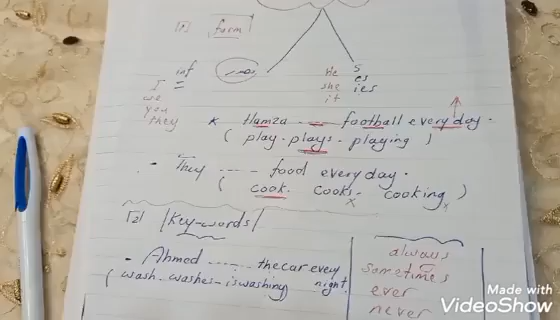 [1] form
inf
I
we
you
they
He
she
it
s
es
ies
* Hamza ---- football every day.
( play - plays - playing )
- They ---- food every day.
( cook. cooks. cooking )
x x
[2] Key-words
- Ahmed ------ the car every night.
( wash - washes - is washing
always
sometimes
ever
never
Made with
VideoShow